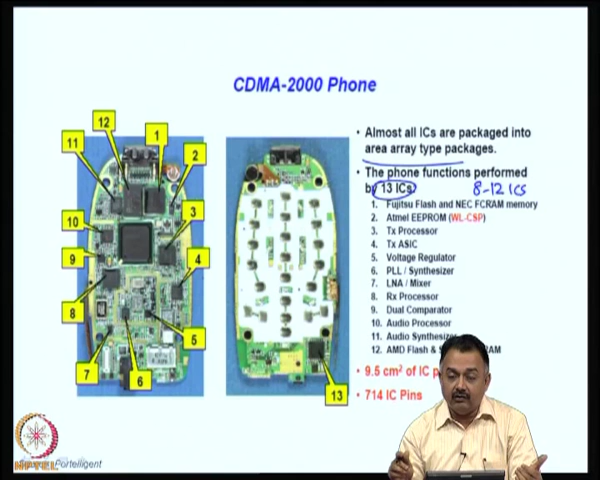 CDMA-2000 Phone
• Almost all ICs are packaged into
area array type packages.
• The phone functions performed
by 13 ICs:
8-12 ICs
1. Fujitsu Flash and NEC FCRAM memory
2. Atmel EEPROM (WL-CSP)
3. Tx Processor
4. Tx ASIC
5. Voltage Regulator
6. PLL / Synthesizer
7. LNA / Mixer
8. Rx Processor
9. Dual Comparator
10. Audio Processor
11. Audio Synthesizer
12. AMD Flash &
• 9.5 cm² of IC
• 714 IC Pins
12
1
11
2
3
10
9
4
8
5
7
6
13
NPTEL
Portelligent